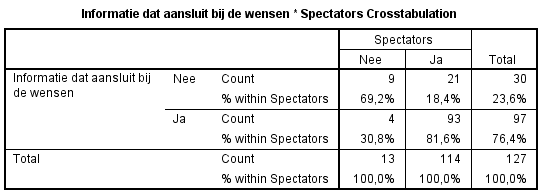 Informatie dat aansluit bij de wensen * Spectators Crosstabulation
Spectators
Nee Ja Total
Informatie dat aansluit bij de wensen Nee Count 9 21 30
% within Spectators 69,2% 18,4% 23,6%
Ja Count 4 93 97
% within Spectators 30,8% 81,6% 76,4%
Total Count 13 114 127
% within Spectators 100,0% 100,0% 100,0%